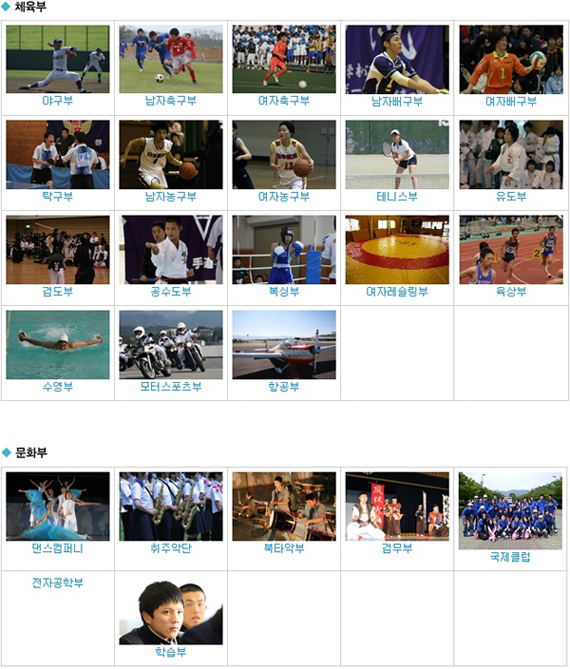 체육부
야구부
남자축구부
여자축구부
남자배구부
여자배구부
탁구부
남자농구부
여자농구부
테니스부
유도부
검도부
공수도부
복싱부
여자레슬링부
육상부
수영부
모터스포츠부
항공부
문화부
댄스컴퍼니
취주악단
북타악부
검무부
국제클럽
전자공학부
학습부